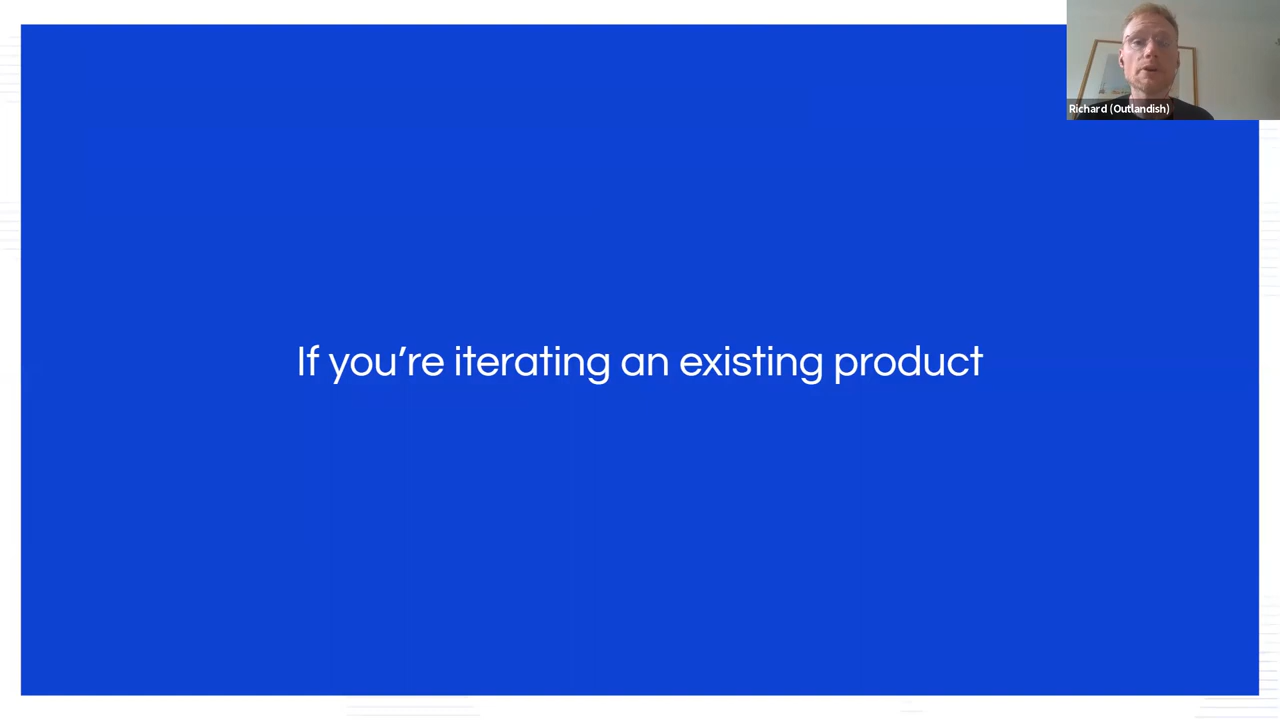 Richard (Outlandish)
If you’re iterating an existing product